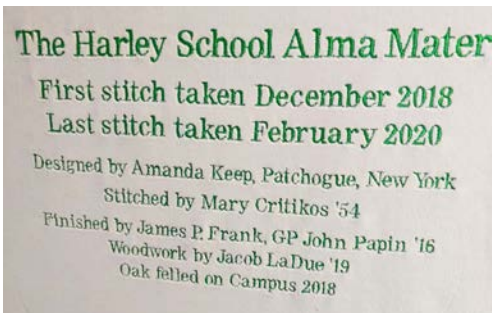 The Harley School Alma Mater
First stitch taken December 2018
Last stitch taken February 2020
Designed by Amanda Keep, Patchogue, New York
Stitched by Mary Critikos '54
Finished by James P. Frank, GP John Papin '16
Woodwork by Jacob LaDue '19
Oak felled on Campus 2018